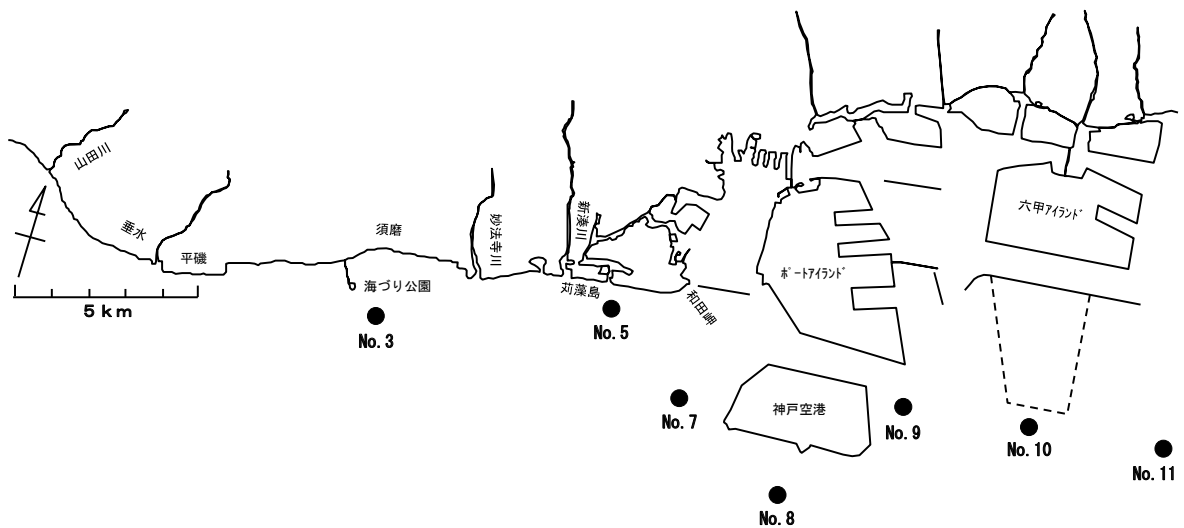 山田川
垂水
平磯
5 km
須磨
海づり公園
妙法寺川
新湊川
苅藻島
和田岬
ﾎﾟｰﾄｱｲﾗﾝﾄﾞ
六甲ｱｲﾗﾝﾄﾞ
神戸空港
No. 3
No. 5
No. 7
No. 8
No. 9
No. 10
No. 11